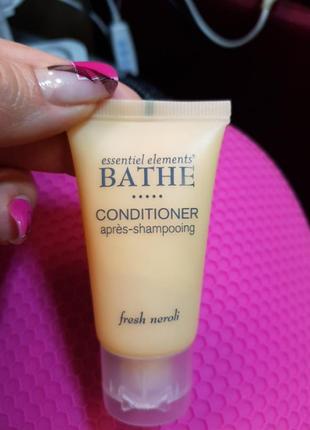 essentiel elements®
BATHE
•••••
CONDITIONER
après-shampooing
fresh neroli